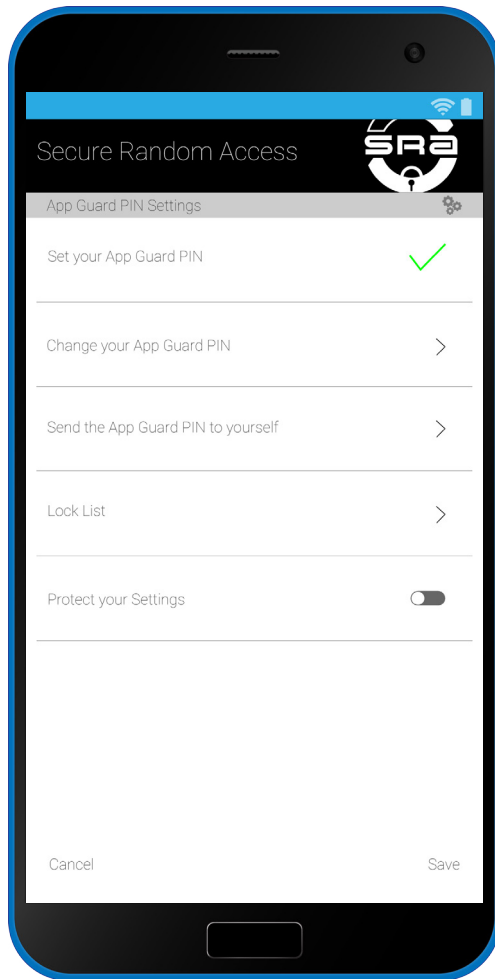 Secure Random Access
SRa
App Guard PIN Settings
Set your App Guard PIN
Change your App Guard PIN
Send the App Guard PIN to yourself
Lock List
Protect your Settings
Cancel
Save